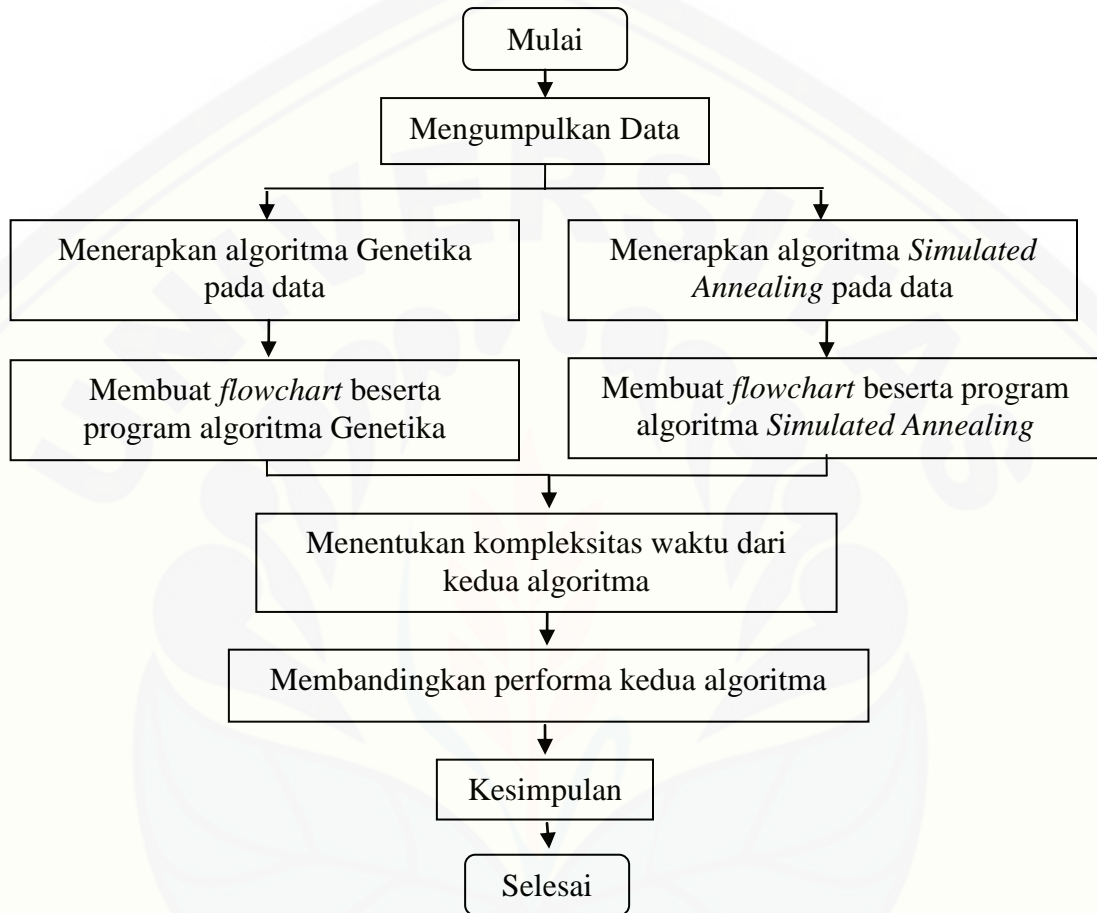 Mulai
Mengumpulkan Data
Menerapkan algoritma Genetika
pada data
Menerapkan algoritma Simulated
Annealing pada data
Membuat flowchart beserta
program algoritma Genetika
Membuat flowchart beserta program
algoritma Simulated Annealing
Menentukan kompleksitas waktu dari
kedua algoritma
Membandingkan performa kedua algoritma
Kesimpulan
Selesai
UNIVERSITAS